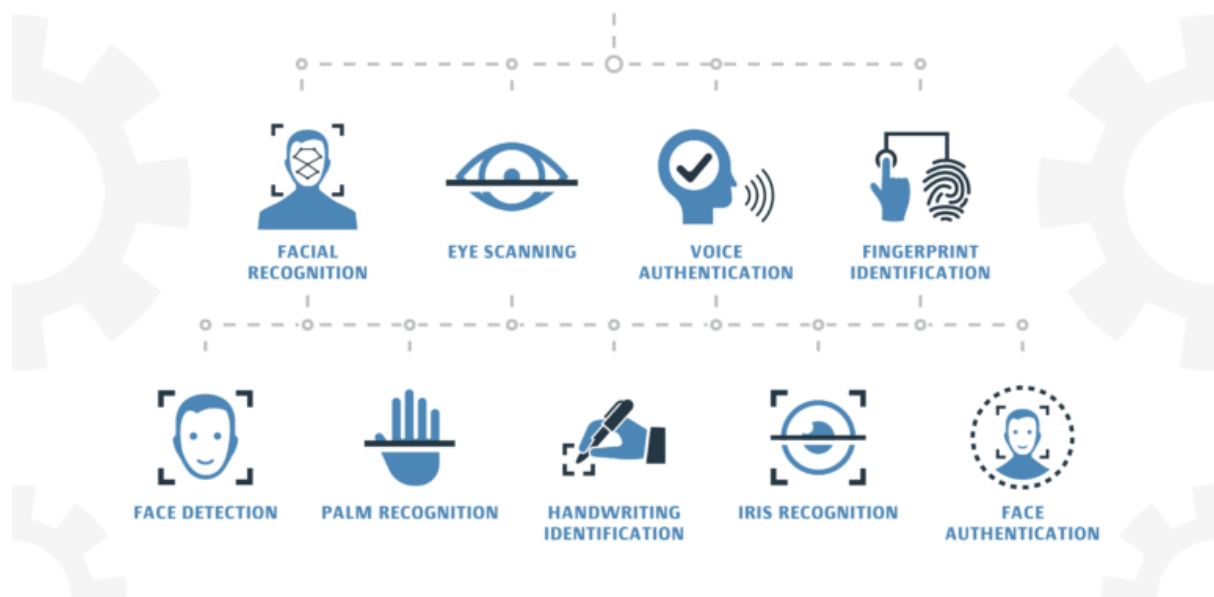 FACIAL
RECOGNITION
EYE SCANNING
VOICE
AUTHENTICATION
FINGERPRINT
IDENTIFICATION
FACE DETECTION
PALM RECOGNITION
HANDWRITING
IDENTIFICATION
IRIS RECOGNITION
FACE
AUTHENTICATION